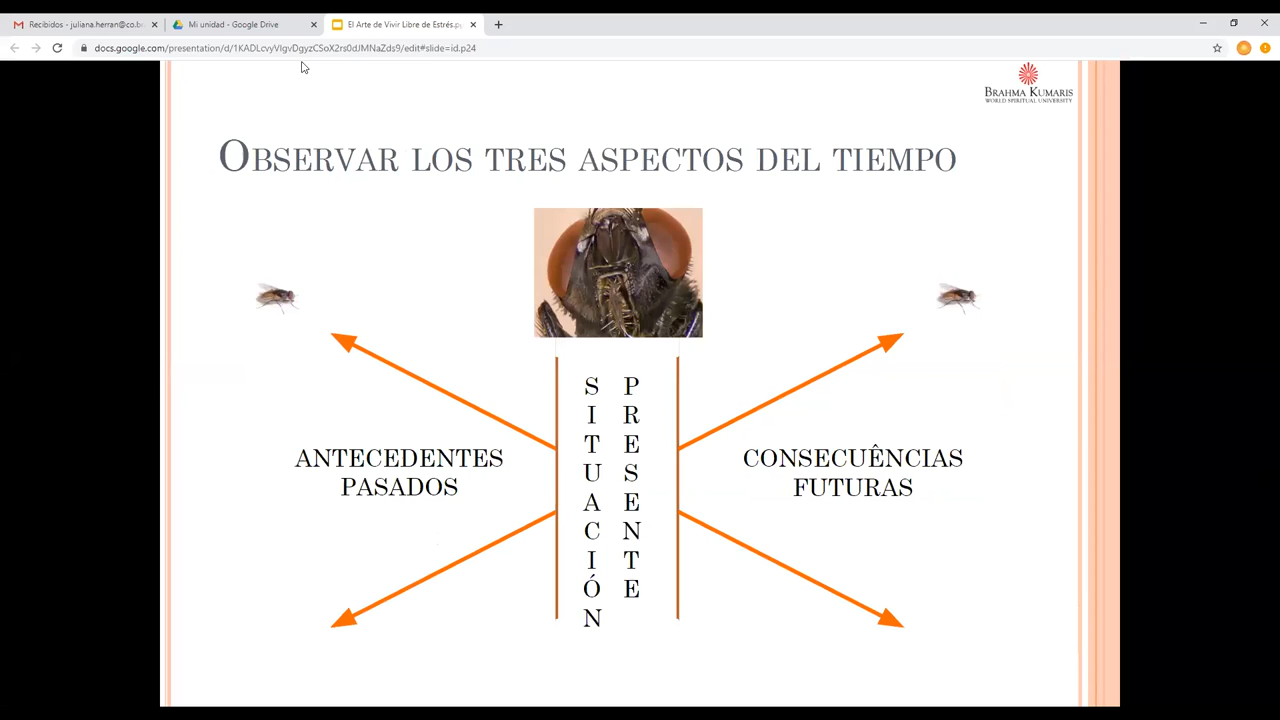 Recibidos - juliana.herran@co.b
Mi unidad - Google Drive
El Arte de Vivir Libre de Estrés.p
docs.google.com/presentation/d/1KADLcvyVIgvDgyzCSoX2rs0dJMNaZds9/edit#slide=id.p24
BRAHMA KUMARIS
WORLD SPIRITUAL UNIVERSITY
OBSERVAR LOS TRES ASPECTOS DEL TIEMPO
ANTECEDENTES
PASADOS
SITUACIÓN
PRESENTE
CONSECUÊNCIAS
FUTURAS